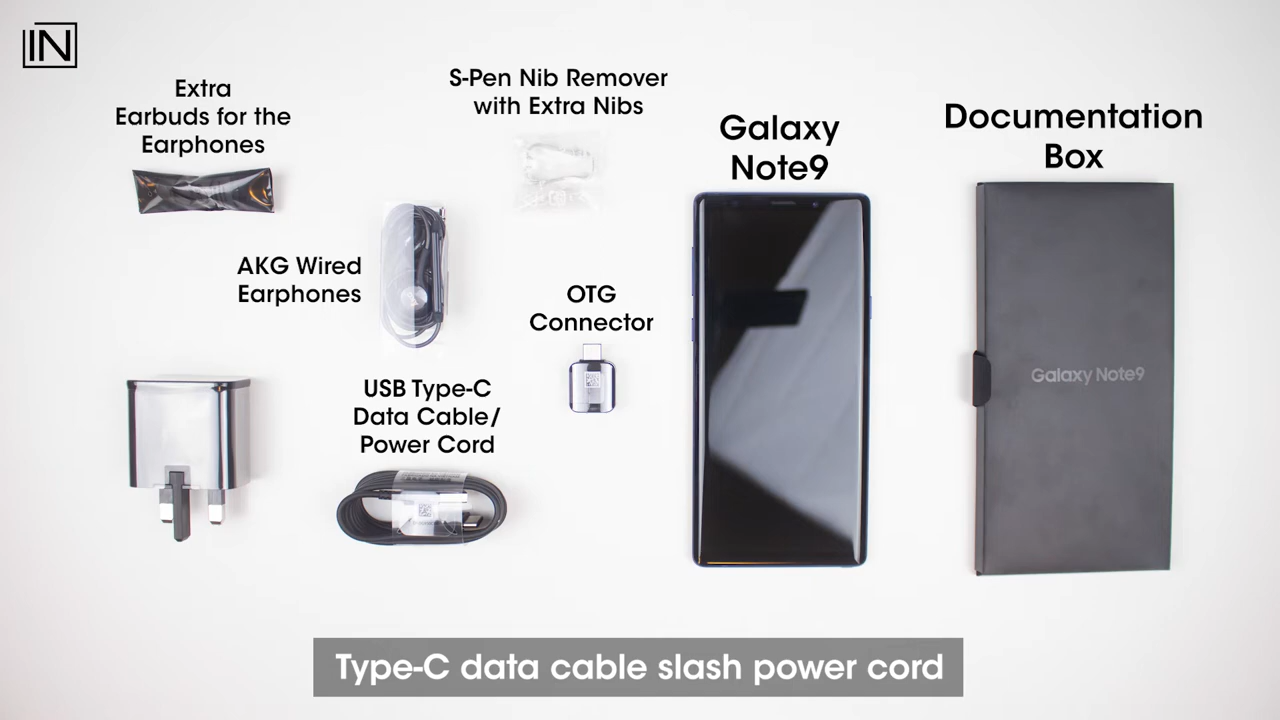 IN
Extra
Earbuds for the
Earphones
S-Pen Nib Remover
with Extra Nibs
Galaxy
Note9
Documentation
Box
AKG Wired
Earphones
OTG
Connector
USB Type-C
Data Cable/
Power Cord
Galaxy Note9
Type-C data cable slash power cord